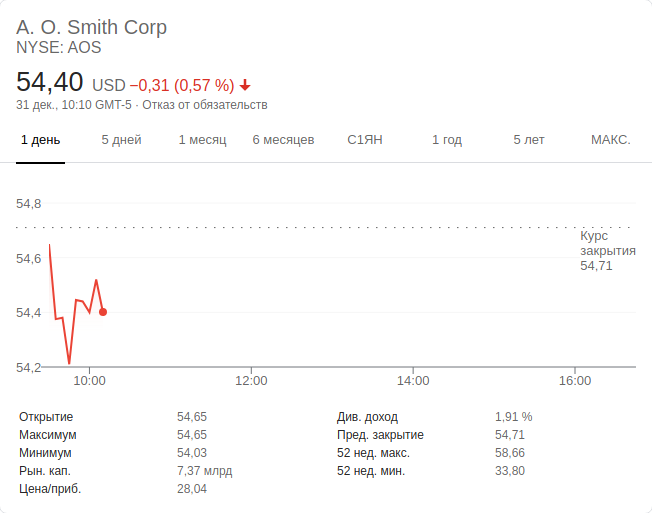 A. O. Smith Corp
NYSE: AOS
54,40 USD −0,31 (0,57 %)
31 дек., 10:10 GMT-5 · Отказ от обязательств
1 день 5 дней 1 месяц 6 месяцев С1ЯН 1 год 5 лет МАКС.
54,8
Курс
закрытия
54,71
54,6
54,4
54,2
10:00 12:00 14:00 16:00
Открытие 54,65 Див. доход 1,91 %
Максимум 54,65 Пред. закрытие 54,71
Минимум 54,03 52 нед. макс. 58,66
Рын. кап. 7,37 млрд 52 нед. мин. 33,80
Цена/приб. 28,04